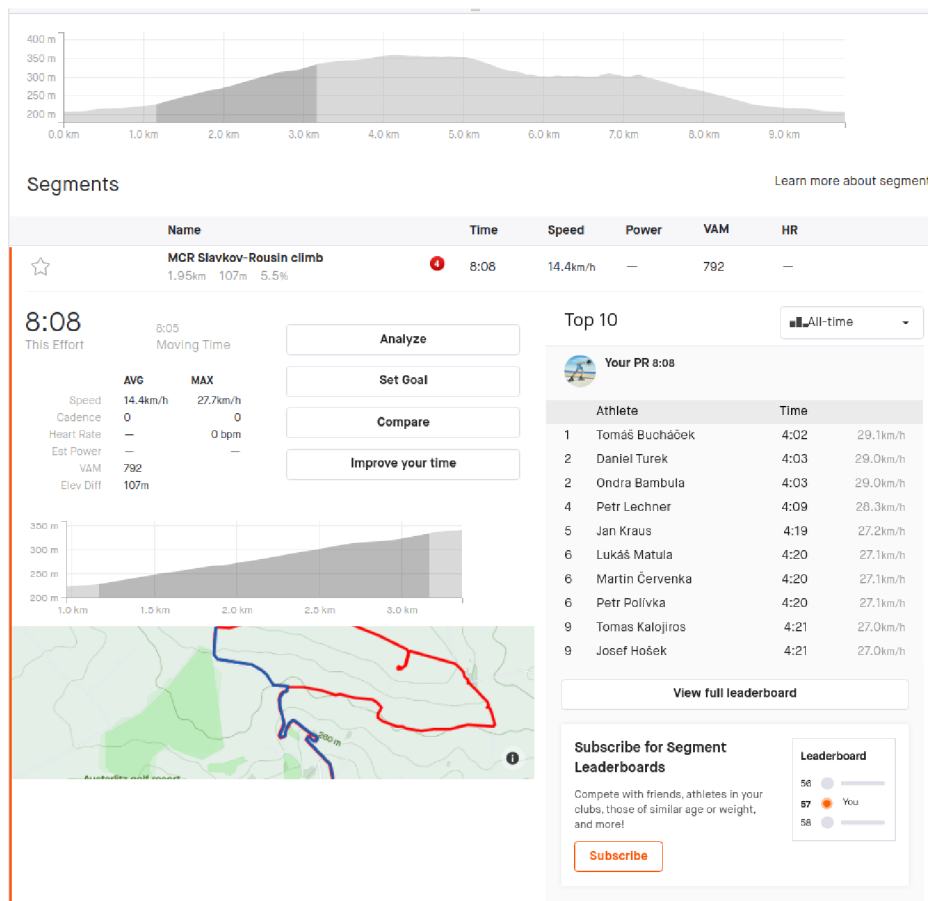 400 m
350 m
300 m
250 m
200 m
0.0 km 1.0 km 2.0 km 3.0 km 4.0 km 5.0 km 6.0 km 7.0 km 8.0 km 9.0 km
Segments
Learn more about segment
Name Time Speed Power VAM HR
MCR Slavkov-Rousin climb
1.95km 107m 5.5%
4
8:08 14.4km/h — 792 —
8:08
This Effort
8:05
Moving Time
AVG MAX
Speed 14.4km/h 27.7km/h
Cadence 0 0
Heart Rate — 0 bpm
Est Power — —
VAM 792
Elev Diff 107m
Analyze
Set Goal
Compare
Improve your time
350 m
300 m
250 m
200 m
1.0 km 1.5 km 2.0 km 2.5 km 3.0 km
280 m
Austerlitz golf resort
Top 10
All-time
Your PR 8:08
Athlete Time
1 Tomáš Bucháček 4:02 29.1km/h
2 Daniel Turek 4:03 29.0km/h
2 Ondra Bambula 4:03 29.0km/h
4 Petr Lechner 4:09 28.3km/h
5 Jan Kraus 4:19 27.2km/h
6 Lukáš Matula 4:20 27.1km/h
6 Martin Červenka 4:20 27.1km/h
6 Petr Polívka 4:20 27.1km/h
9 Tomas Kalojiros 4:21 27.0km/h
9 Josef Hošek 4:21 27.0km/h
View full leaderboard
Subscribe for Segment
Leaderboards
Compete with friends, athletes in your
clubs, those of similar age or weight,
and more!
Subscribe
Leaderboard
56
57 You
58